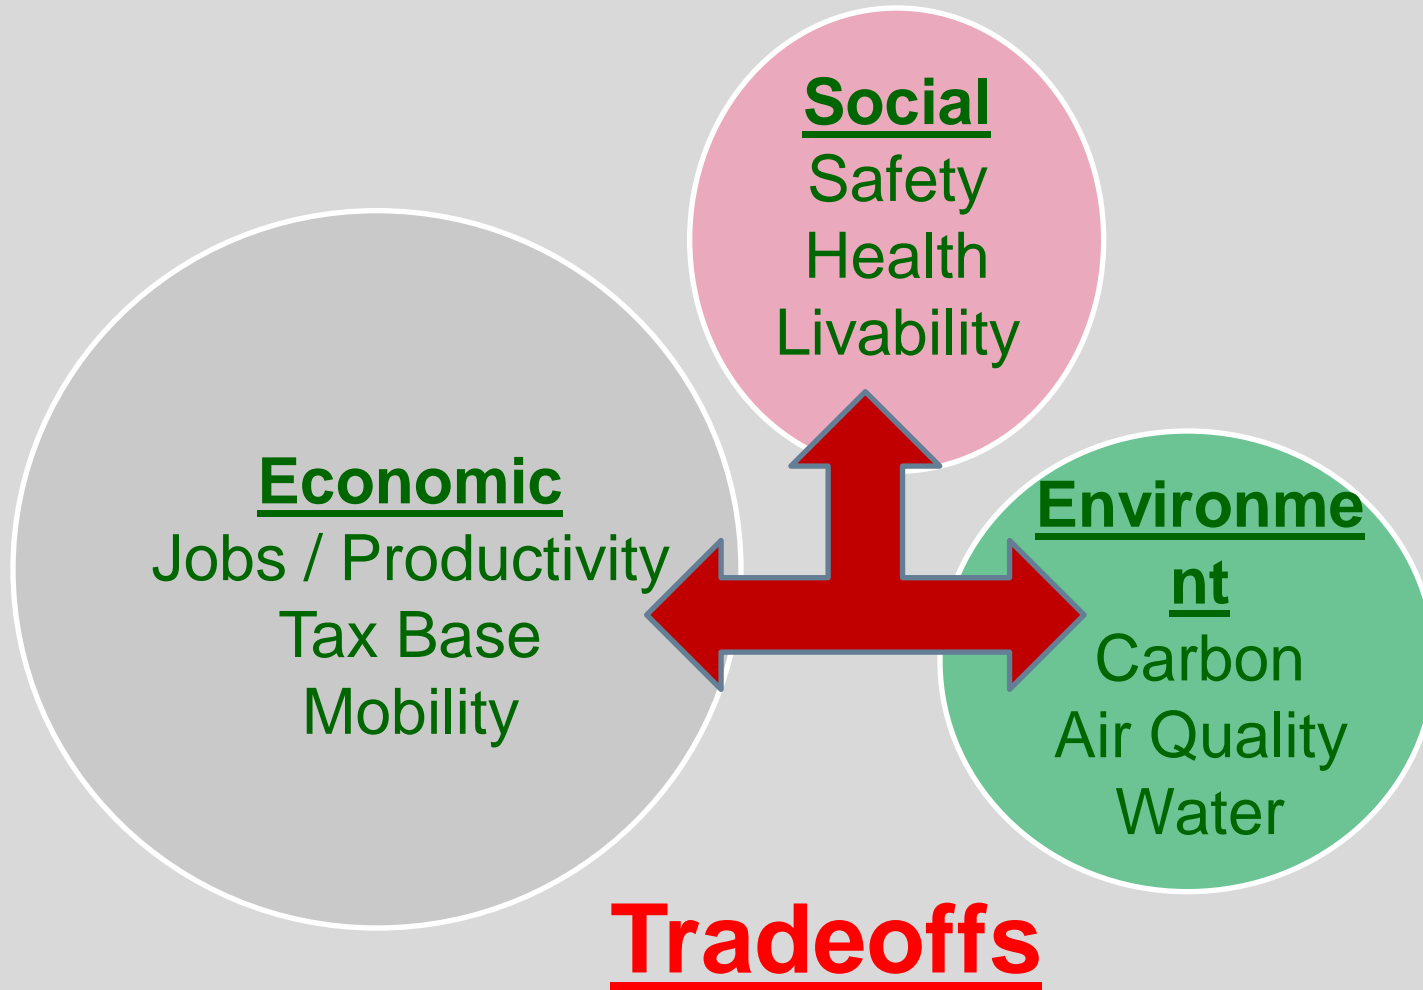 Social
Safety
Health
Livability
Economic
Jobs / Productivity
Tax Base
Mobility
Environme
nt
Carbon
Air Quality
Water
Tradeoffs